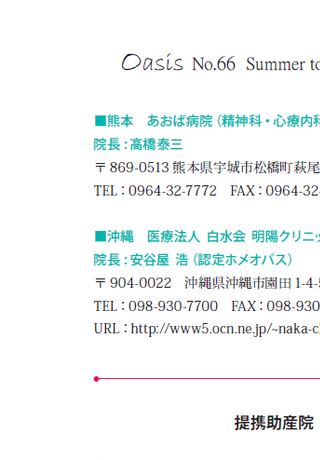 Oasis No.66 Summer to
■熊本　あおば病院（精神科・心療内科
院長：高橋泰三
〒869-0513 熊本県宇城市松橋町萩尾
TEL：0964-32-7772　FAX：0964-32-
■沖縄　医療法人 白水会 明陽クリニッ
院長：安谷屋 浩（認定ホメオパス）
〒904-0022　沖縄県沖縄市園田 1-4-
TEL：098-930-7700　FAX：098-930
URL：http://www5.ocn.ne.jp/~naka-c
提携助産院